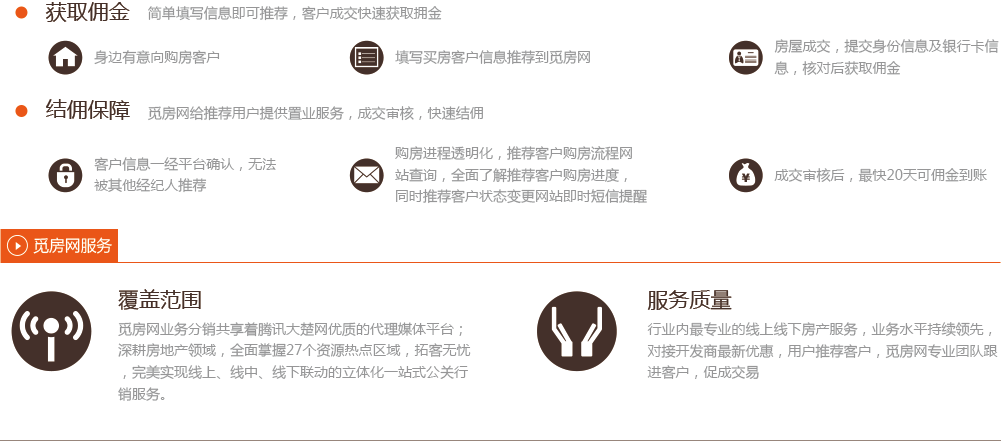 获取佣金 简单填写信息即可推荐，客户成交快速获取拥金
身边有意向购房客户
填写买房客户信息推荐到觅房网
房屋成交，提交身份信息及银行卡信
息，核对后获取佣金
结佣保障 觅房网给推荐用户提供置业服务，成交审核，快速结佣
客户信息一经平台确认，无法
被其他经纪人推荐
购房进程透明化，推荐客户购房流程网
站查询，全面了解推荐客户购房进度，
同时推荐客户状态变更网站即时短信提醒
¥
成交审核后，最快20天可佣金到账
觅房网服务
覆盖范围
觅房网业务分销共享着腾讯大楚网优质的代理媒体平台；
深耕房地产领域，全面掌握27个资源热点区域，拓客无忧
，完美实现线上、线中、线下联动的立体化一站式公关行
销服务。
服务质量
行业内最专业的线上线下房产服务，业务水平持续领先，
对接开发商最新优惠，用户推荐客户，觅房网专业团队跟
进客户，促成交易